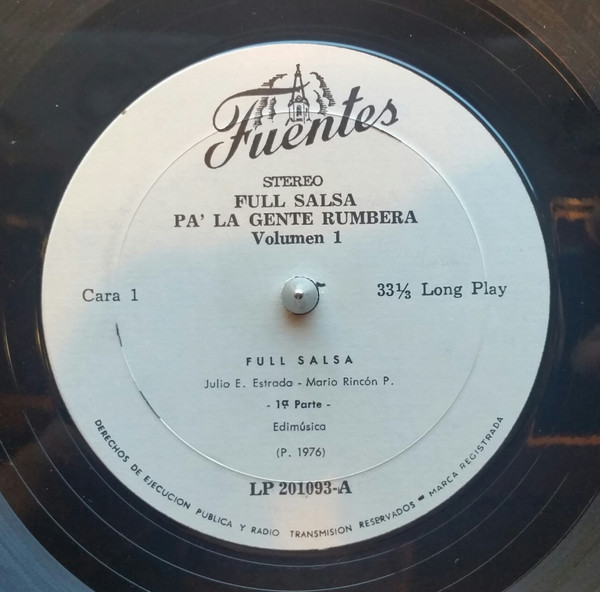 Fuentes
STEREO
FULL SALSA
PA' LA GENTE RUMBERA
Volumen 1
Cara 1
33⅓ Long Play
FULL SALSA
Julio E. Estrada - Mario Rincón P.
- 1ª Parte -
Edimúsica
(P. 1976)
LP 201093-A
DERECHOS DE EJECUCION PUBLICA Y RADIO TRANSMISION RESERVADOS - MARCA REGISTRADA